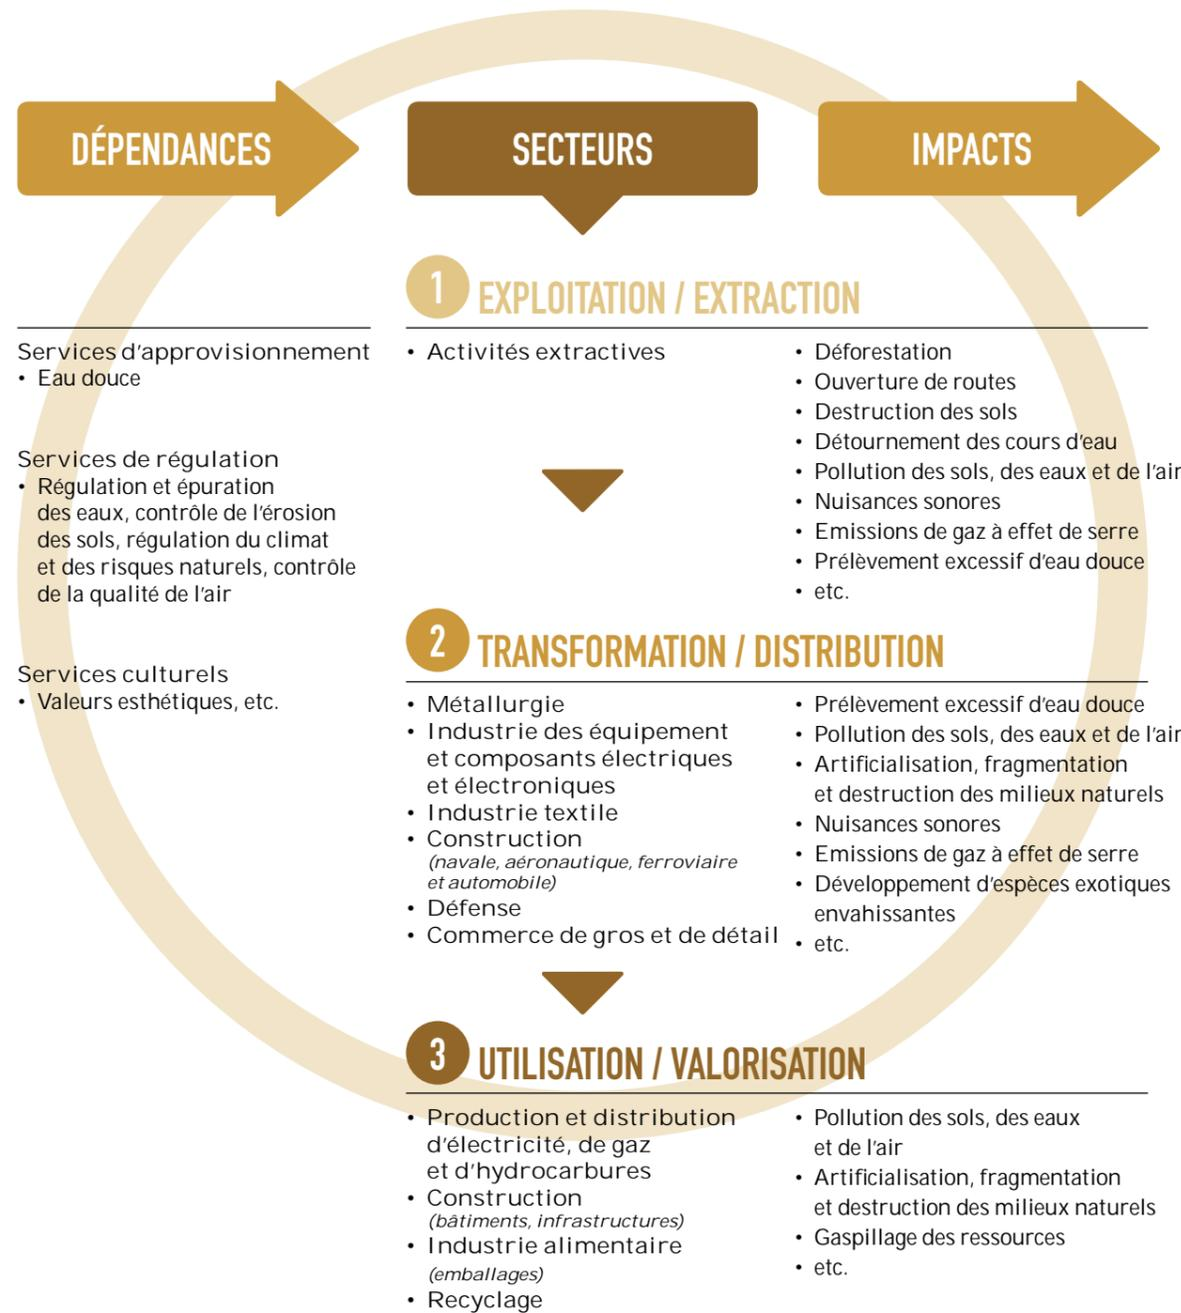 DÉPENDANCES
SECTEURS
IMPACTS
1 EXPLOITATION / EXTRACTION
Services d'approvisionnement
• Eau douce
Services de régulation
• Régulation et épuration
des eaux, contrôle de l'érosion
des sols, régulation du climat
et des risques naturels, contrôle
de la qualité de l'air
Services culturels
• Valeurs esthétiques, etc.
• Activités extractives
• Déforestation
• Ouverture de routes
• Destruction des sols
• Détournement des cours d'eau
• Pollution des sols, des eaux et de l'air
• Nuisances sonores
• Emissions de gaz à effet de serre
• Prélèvement excessif d'eau douce
• etc.
2 TRANSFORMATION / DISTRIBUTION
• Métallurgie
• Industrie des équipement
et composants électriques
et électroniques
• Industrie textile
• Construction
(navale, aéronautique, ferroviaire
et automobile)
• Défense
• Commerce de gros et de détail
• Prélèvement excessif d'eau douce
• Pollution des sols, des eaux et de l'air
• Artificialisation, fragmentation
et destruction des milieux naturels
• Nuisances sonores
• Emissions de gaz à effet de serre
• Développement d'espèces exotiques
envahissantes
• etc.
3 UTILISATION / VALORISATION
• Production et distribution
d'électricité, de gaz
et d'hydrocarbures
• Construction
(bâtiments, infrastructures)
• Industrie alimentaire
(emballages)
• Recyclage
• Pollution des sols, des eaux
et de l'air
• Artificialisation, fragmentation
et destruction des milieux naturels
• Gaspillage des ressources
• etc.